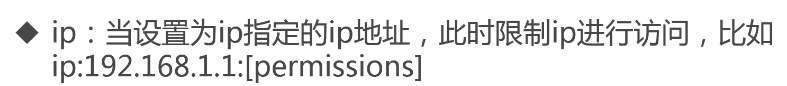 ◆ ip：当设置为ip指定的ip地址，此时限制ip进行访问，比如
ip:192.168.1.1:[permissions]